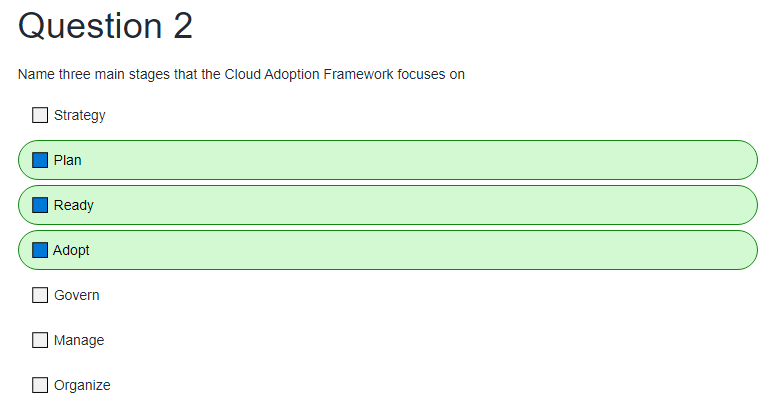 Question 2
Name three main stages that the Cloud Adoption Framework focuses on
Strategy
Plan
Ready
Adopt
Govern
Manage
Organize